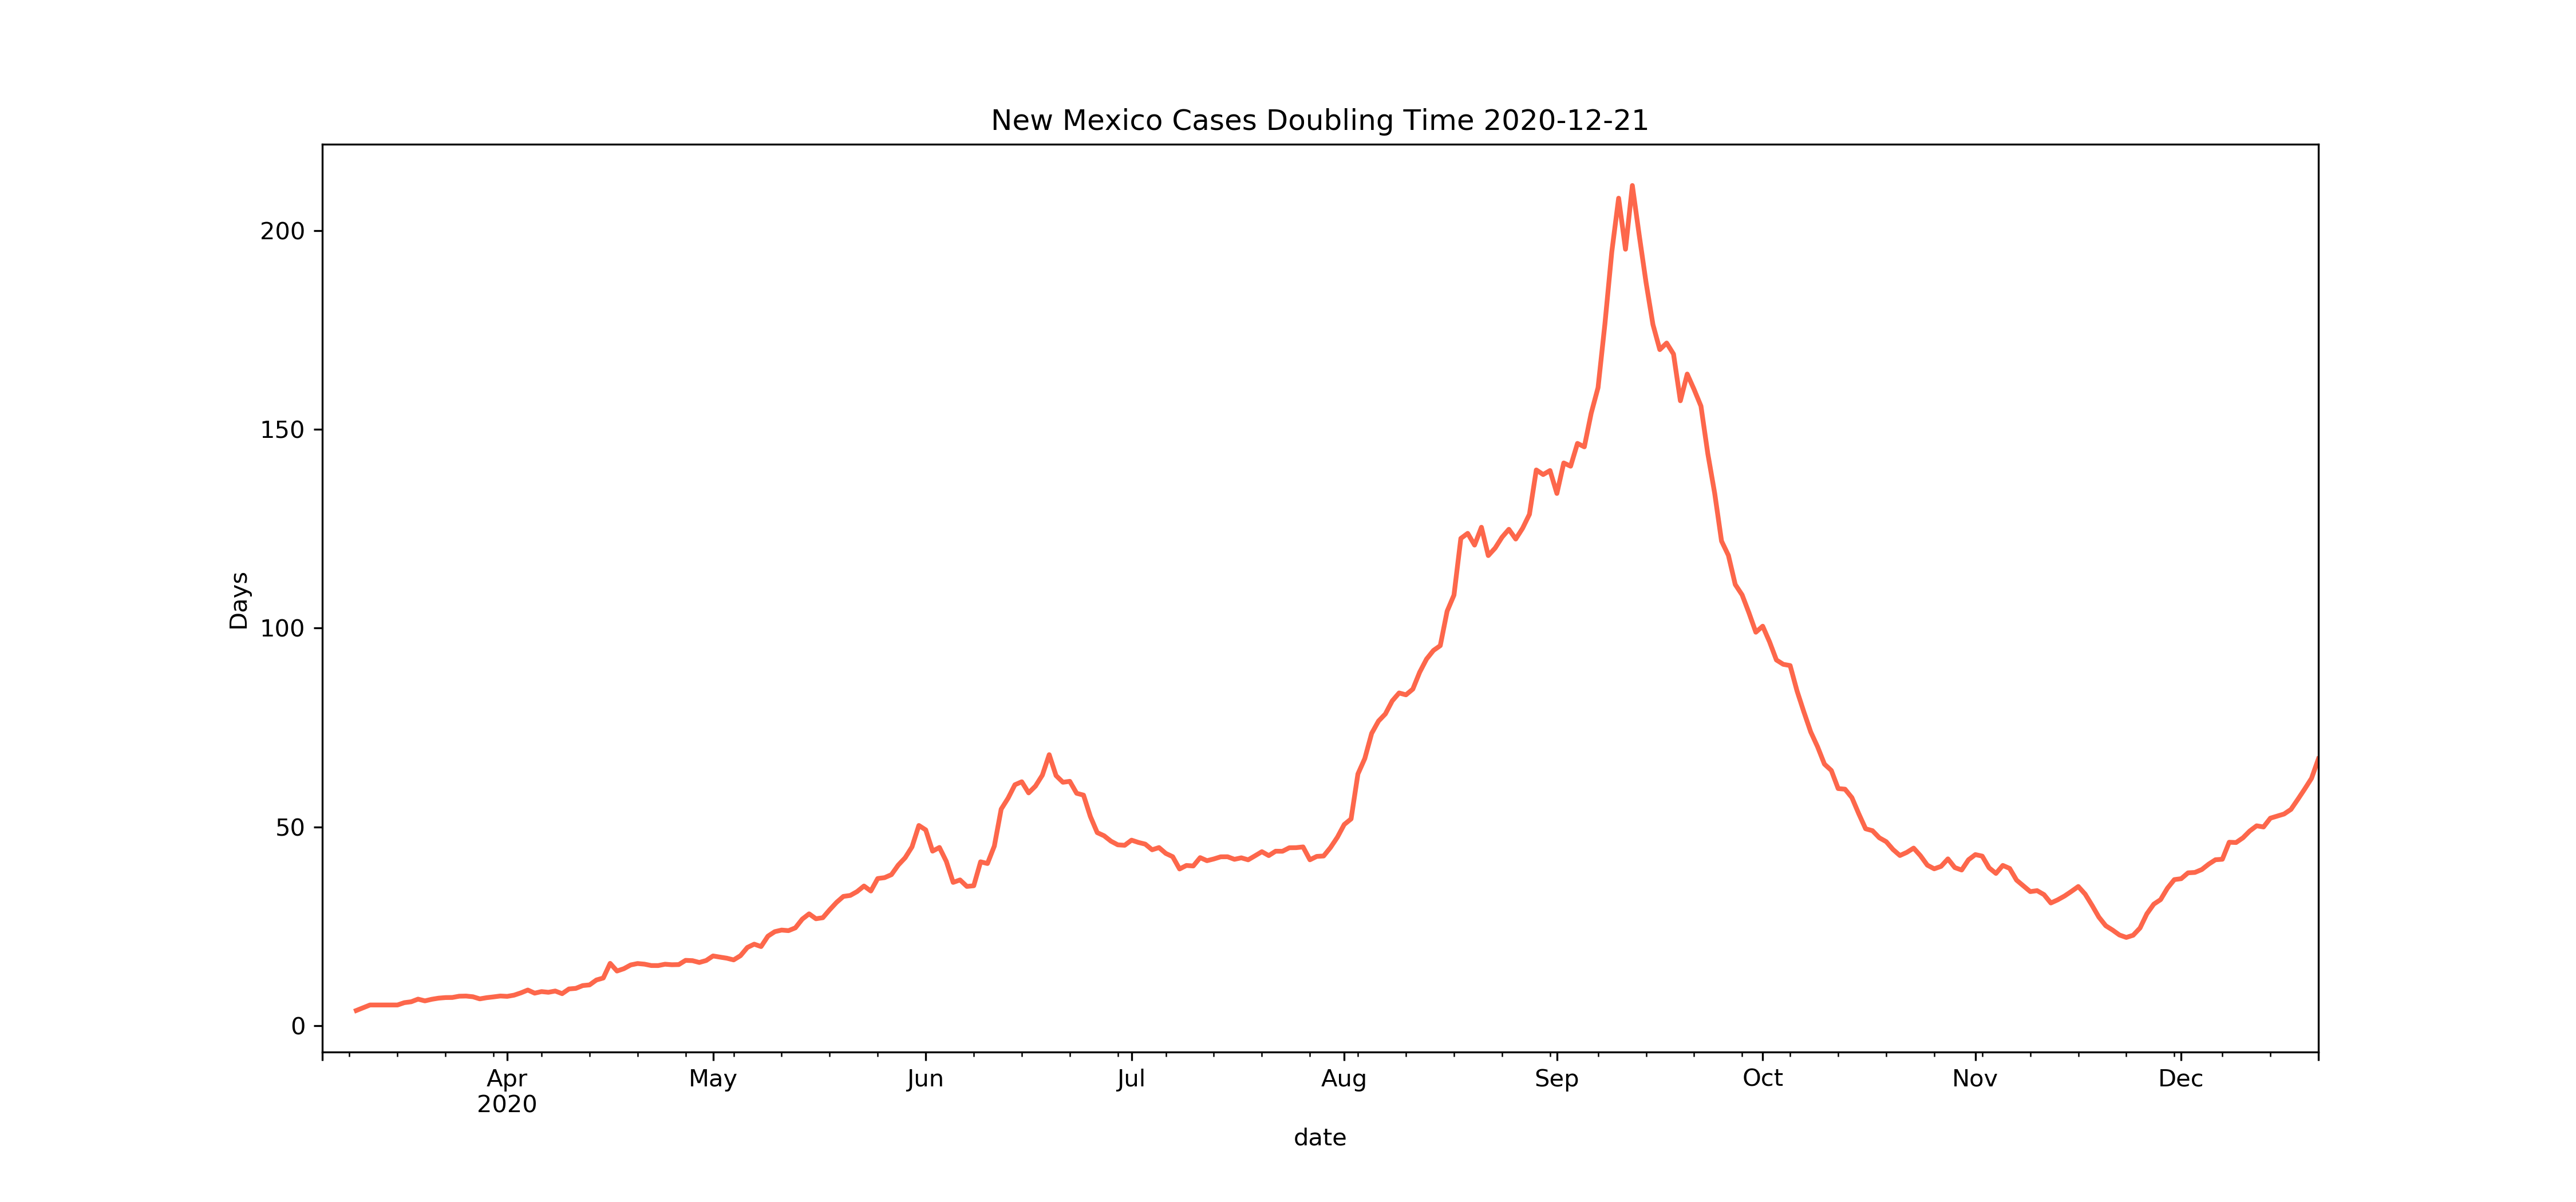 New Mexico Cases Doubling Time 2020-12-21
200
150
100
50
0
Days
Apr May Jun Jul Aug Sep Oct Nov Dec
2020
date